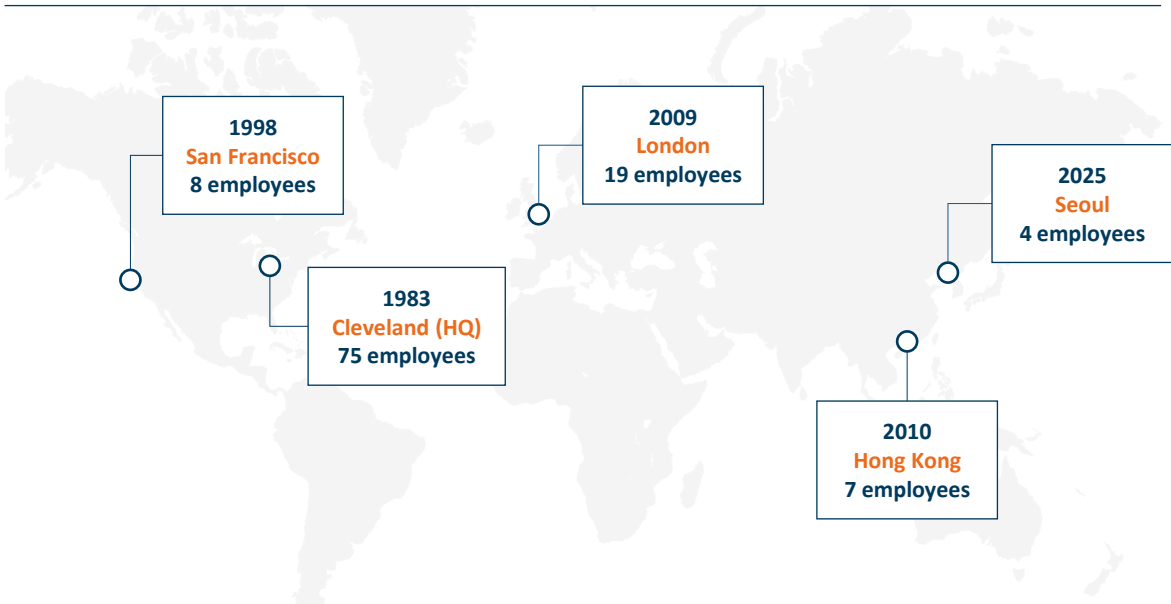 1998
San Francisco
8 employees
1983
Cleveland (HQ)
75 employees
2009
London
19 employees
2025
Seoul
4 employees
2010
Hong Kong
7 employees